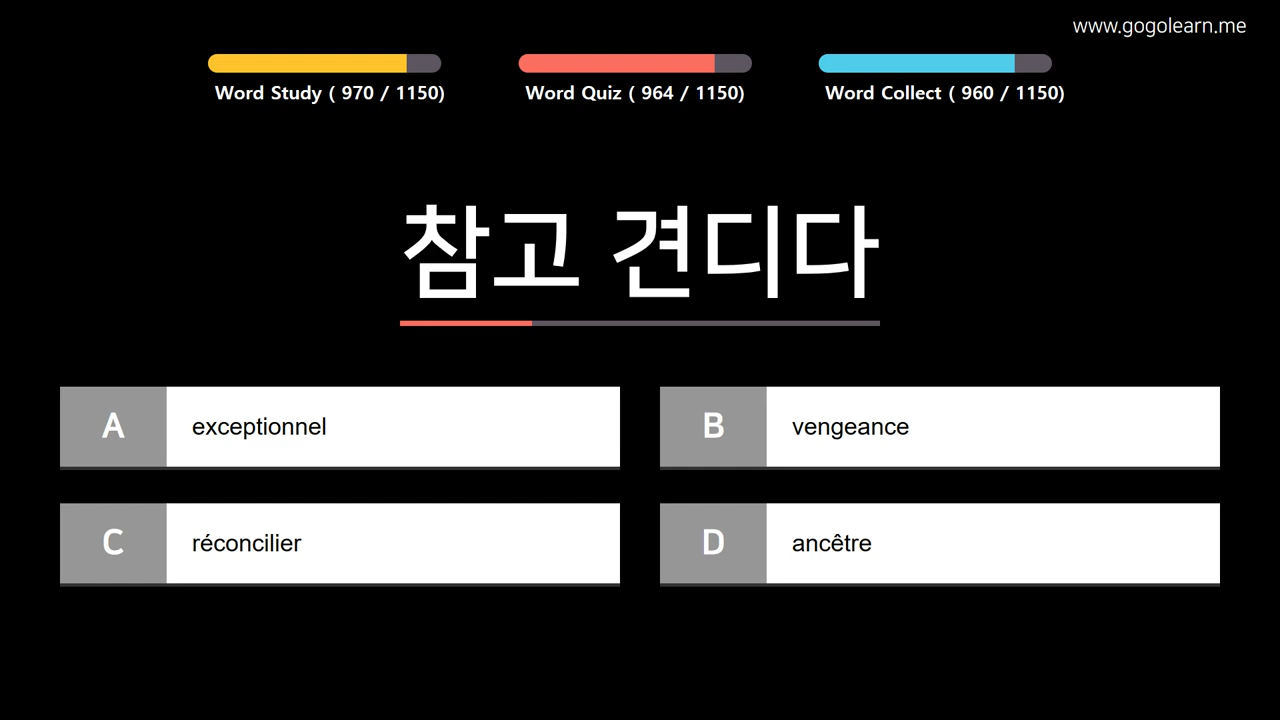 www.gogolearn.me
Word Study ( 970 / 1150)
Word Quiz ( 964 / 1150)
Word Collect ( 960 / 1150)
참고 견디다
A exceptionnel
B vengeance
C réconcilier
D ancêtre